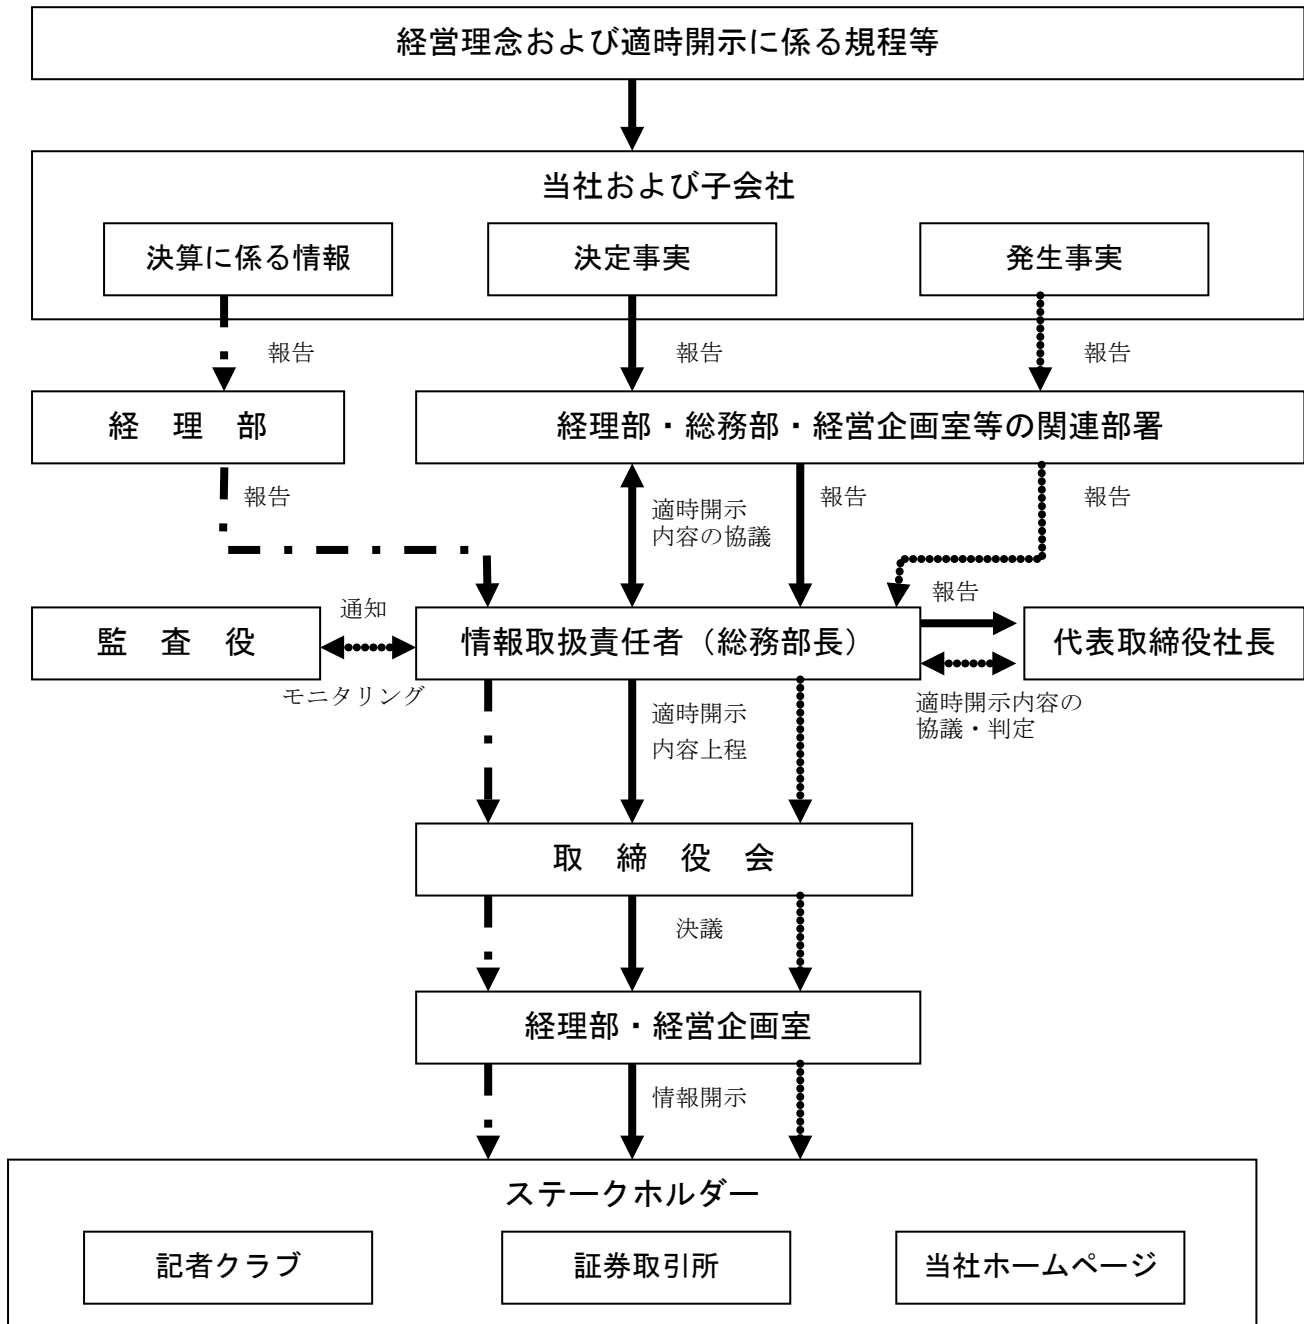 経営理念および適時開示に係る規程等
当社および子会社
決算に係る情報
決定事実
発生事実
報告
報告
報告
経　理　部
経理部・総務部・経営企画室等の関連部署
報告
適時開示
内容の協議
報告
報告
通知
報告
監　査　役
情報取扱責任者（総務部長）
代表取締役社長
モニタリング
適時開示
内容上程
適時開示内容の
協議・判定
取　締　役　会
決議
経理部・経営企画室
情報開示
ステークホルダー
記者クラブ
証券取引所
当社ホームページ